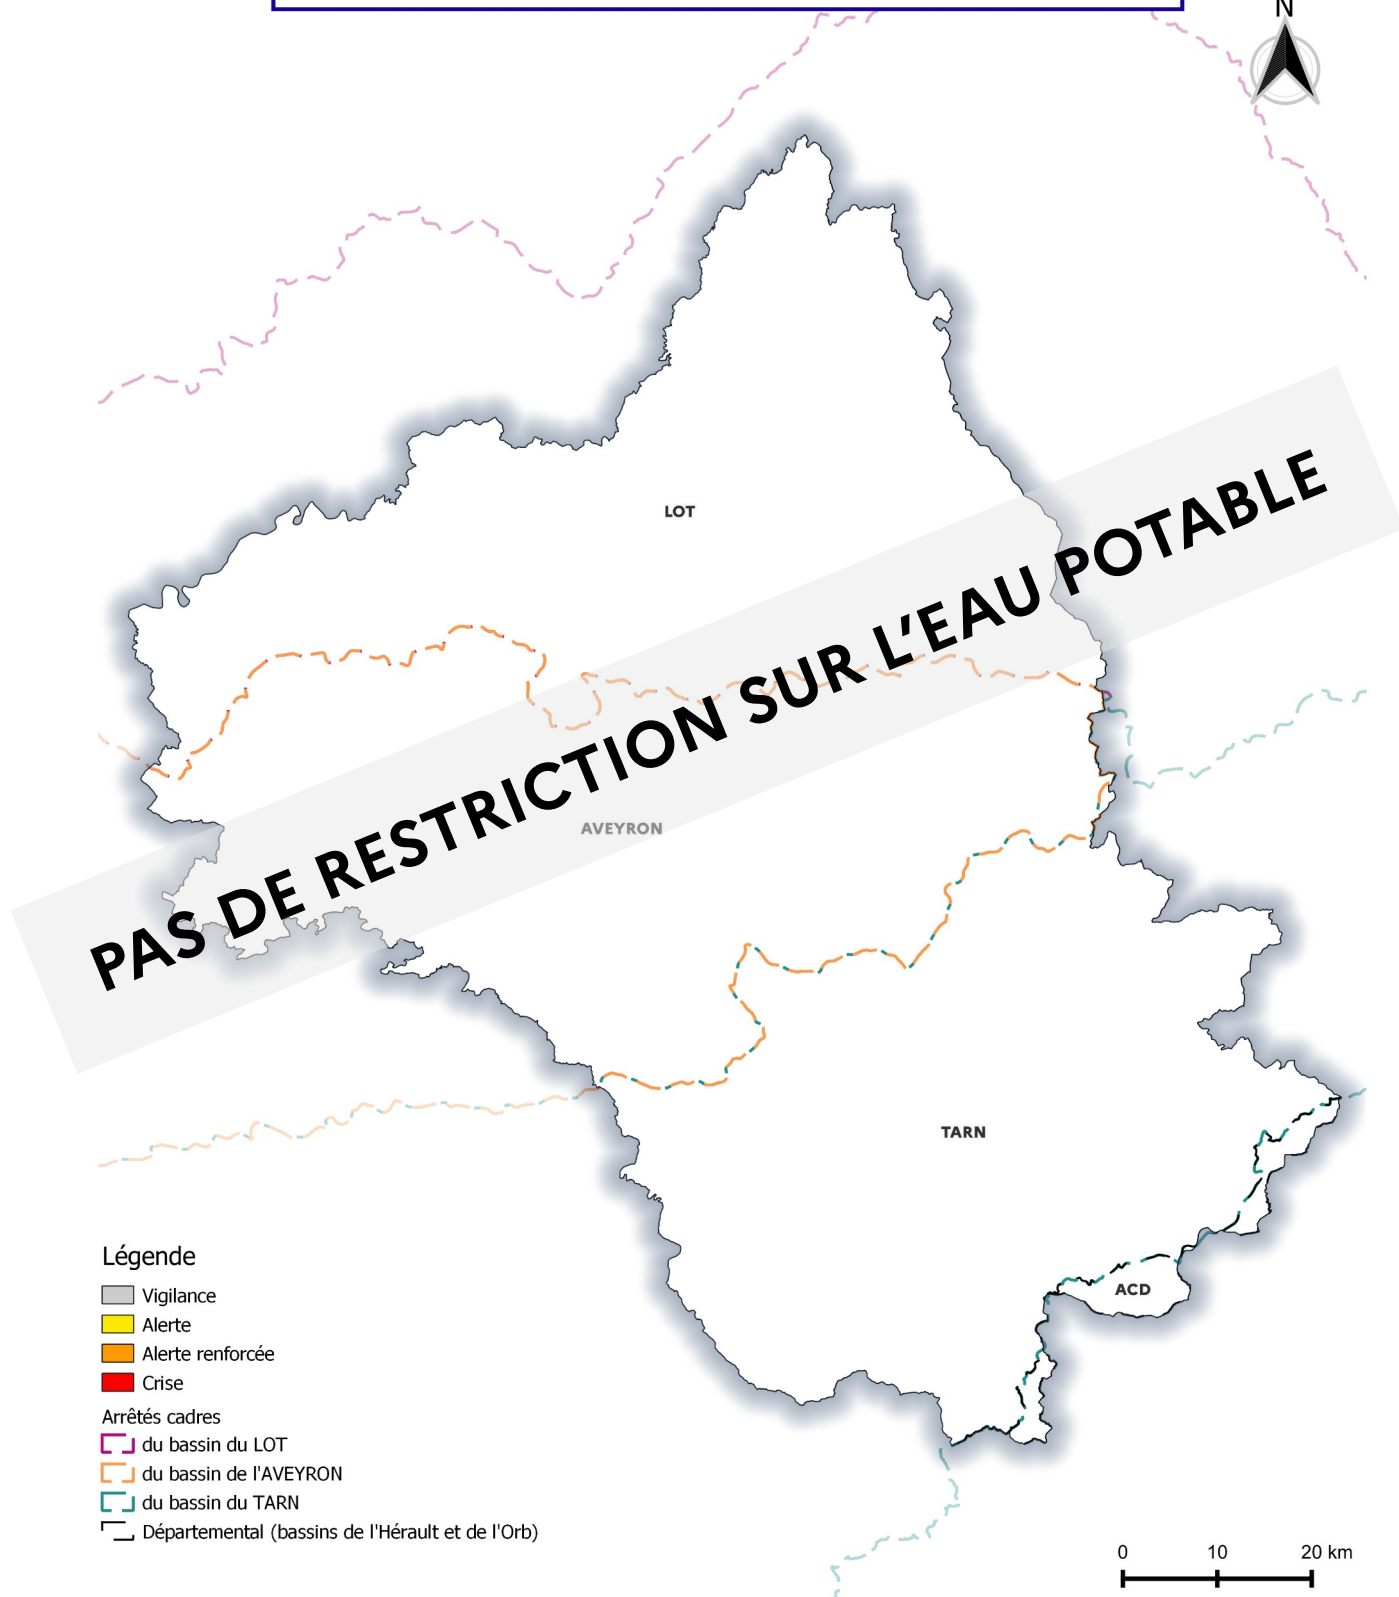 N
LOT
PAS DE RESTRICTION SUR L'EAU POTABLE
AVEYRON
TARN
ACD
Légende
Vigilance
Alerte
Alerte renforcée
Crise
Arrêtés cadres
du bassin du LOT
du bassin de l'AVEYRON
du bassin du TARN
Départemental (bassins de l'Hérault et de l'Orb)
0 10 20 km